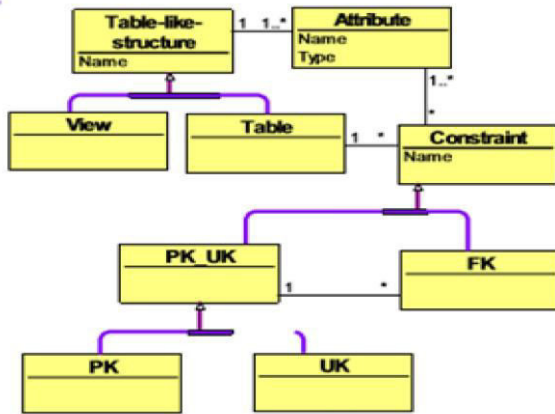 Table-like-
structure
Name
1 1..*
Attribute
Name
Type
1..*
*
View
Table
1 *
Constraint
Name
PK_UK
1 *
FK
PK
UK